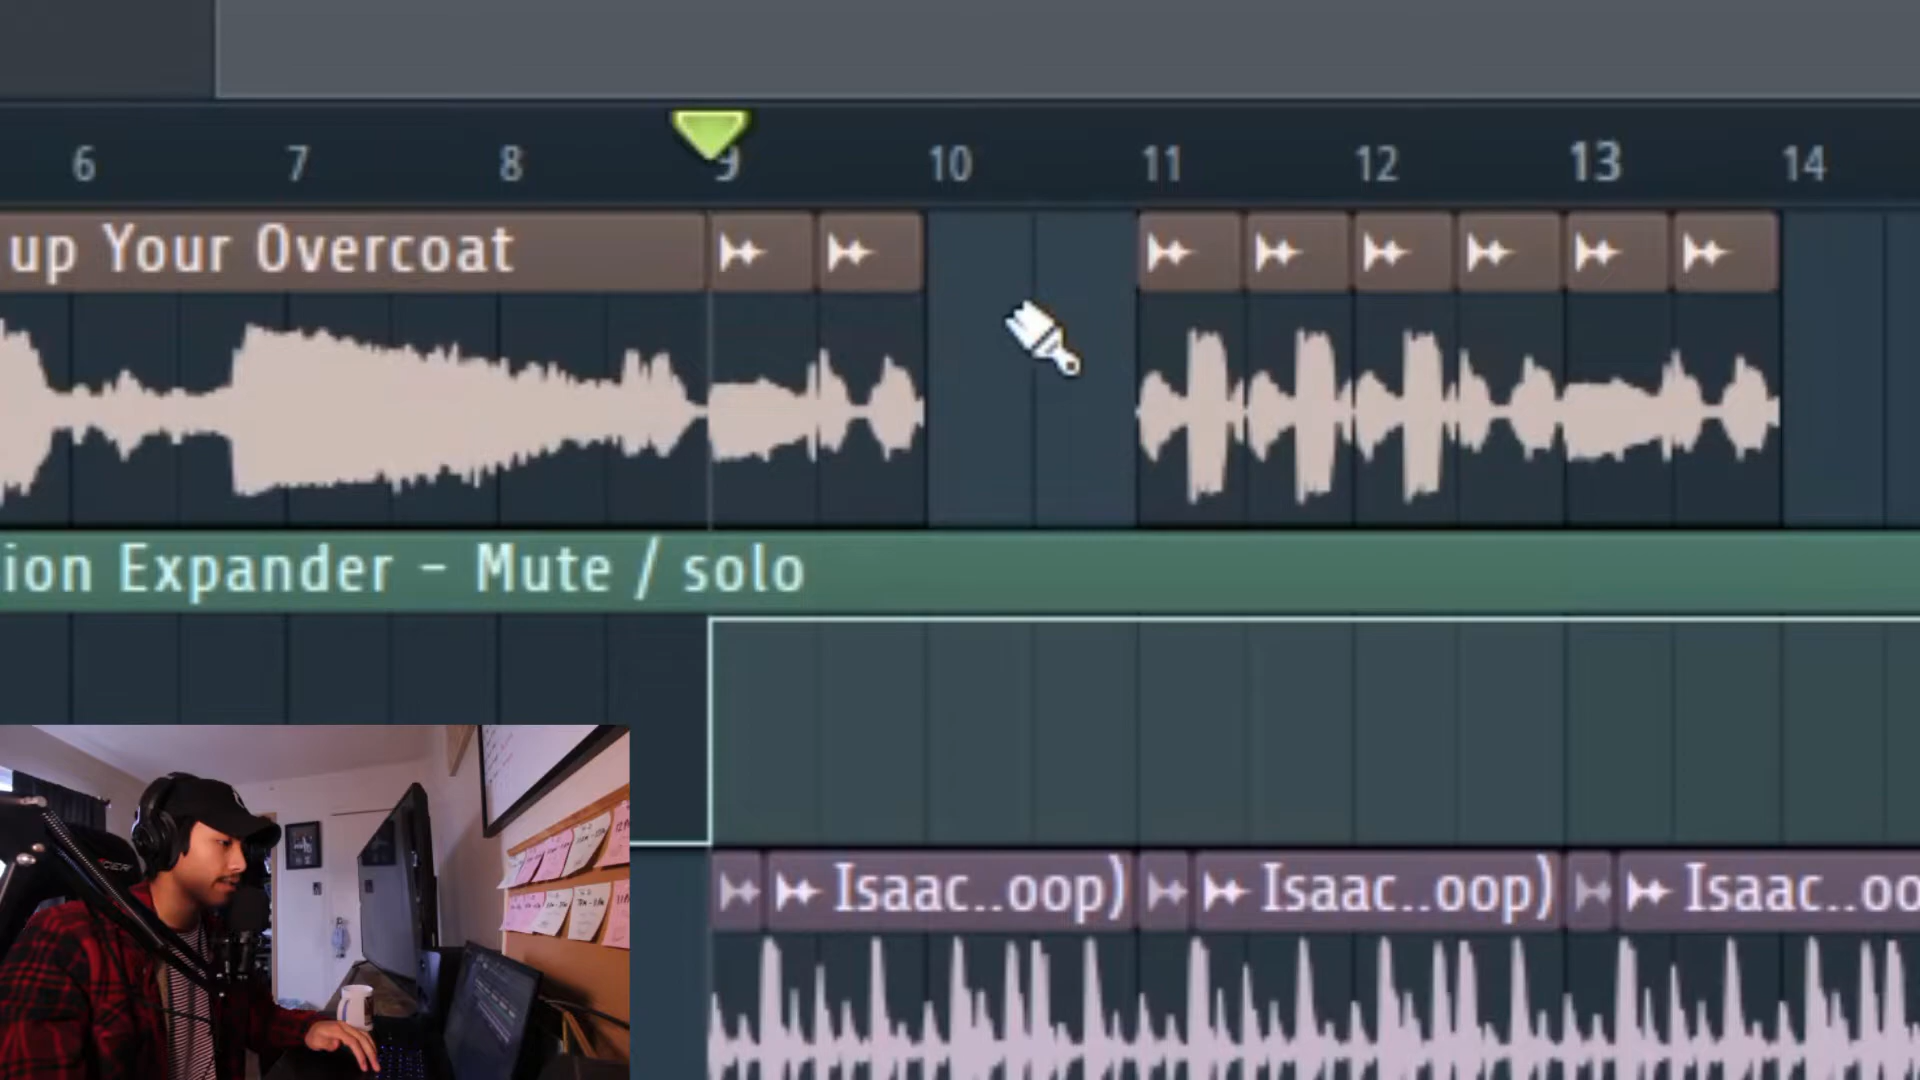 6 7 8 9 10 11 12 13 14
up Your Overcoat
ion Expander - Mute / solo
Isaac..oop) Isaac..oop) Isaac..oo